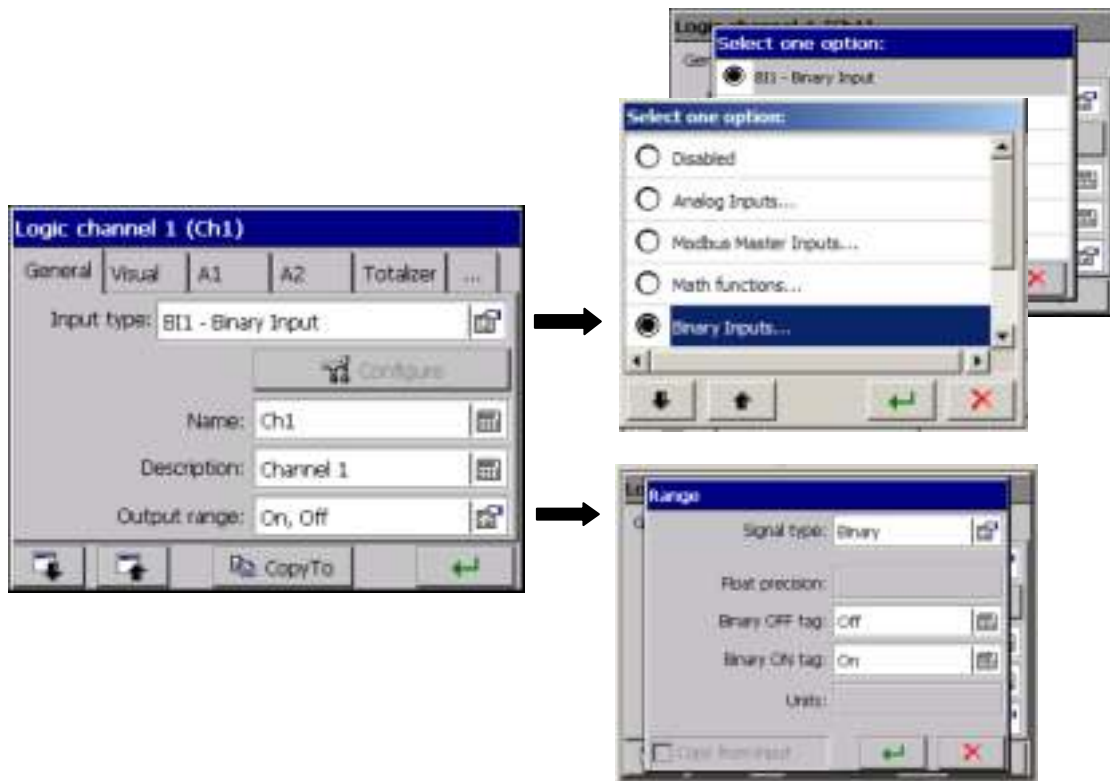 Logic channel 1 (Ch1)
General Visual A1 A2 Totalizer ...
Input type: BI1 - Binary Input
Configure
Name: Ch1
Description: Channel 1
Output range: On, Off
CopyTo
Select one option:
BI1 - Binary Input
Select one option:
Disabled
Analog Inputs...
Modbus Master Inputs...
Math functions...
Binary Inputs...
Range
Signal type: Binary
Float precision:
Binary OFF tag: Off
Binary ON tag: On
Units:
Copy from input